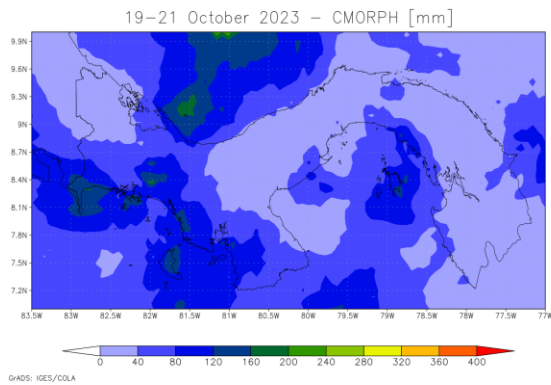 19–21 October 2023 – CMORPH [mm]
9.9N
9.6N
9.3N
9N
8.7N
8.4N
8.1N
7.8N
7.5N
7.2N
83.5W 83W 82.5W 82W 81.5W 81W 80.5W 80W 79.5W 79W 78.5W 78W 77.5W 77W
0 40 80 120 160 200 240 280 320 360 400
GrADS: IGES/COLA